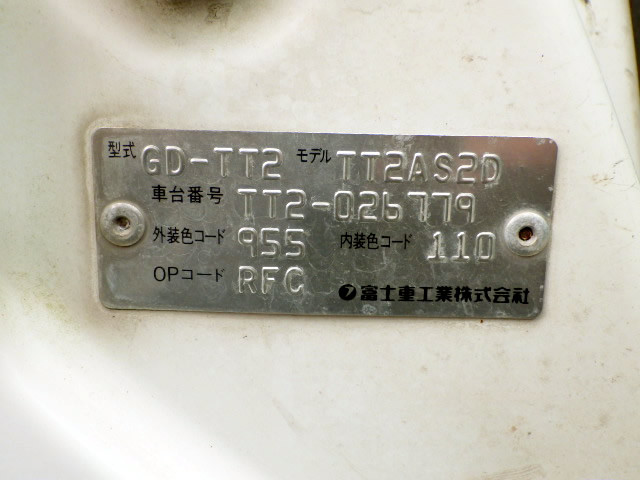 型式 GD-TT2 モデル TT2AS2D
車台番号 TT2-026779
外装色コード 955 内装色コード 110
OPコード RFC
富士重工業株式会社